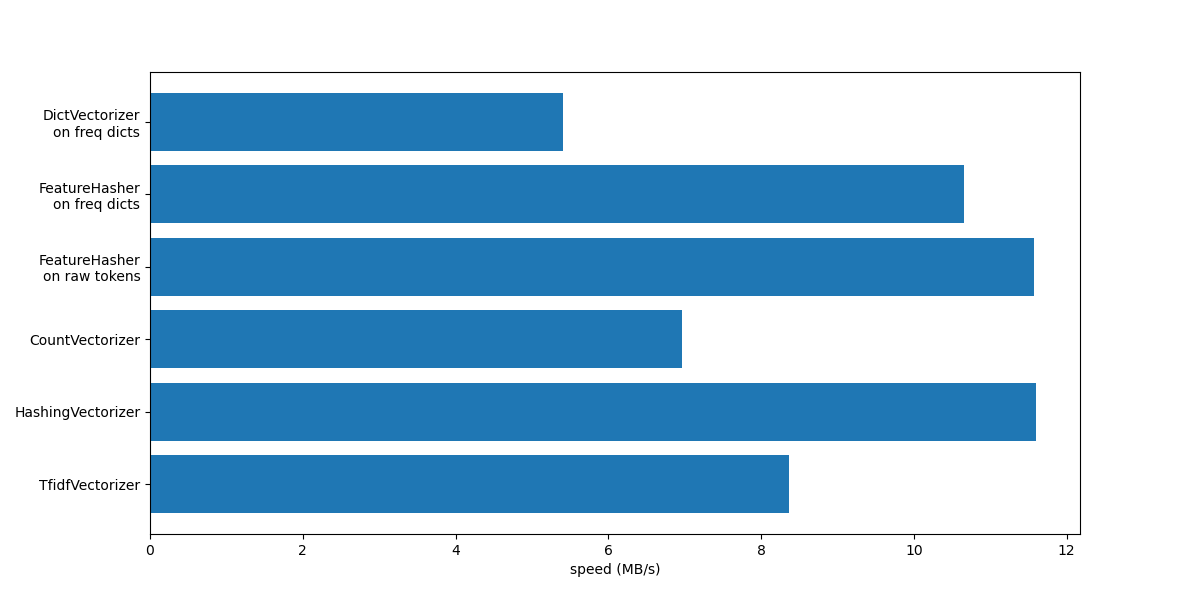 DictVectorizer
on freq dicts
FeatureHasher
on freq dicts
FeatureHasher
on raw tokens
CountVectorizer
HashingVectorizer
TfidfVectorizer
0 2 4 6 8 10 12
speed (MB/s)